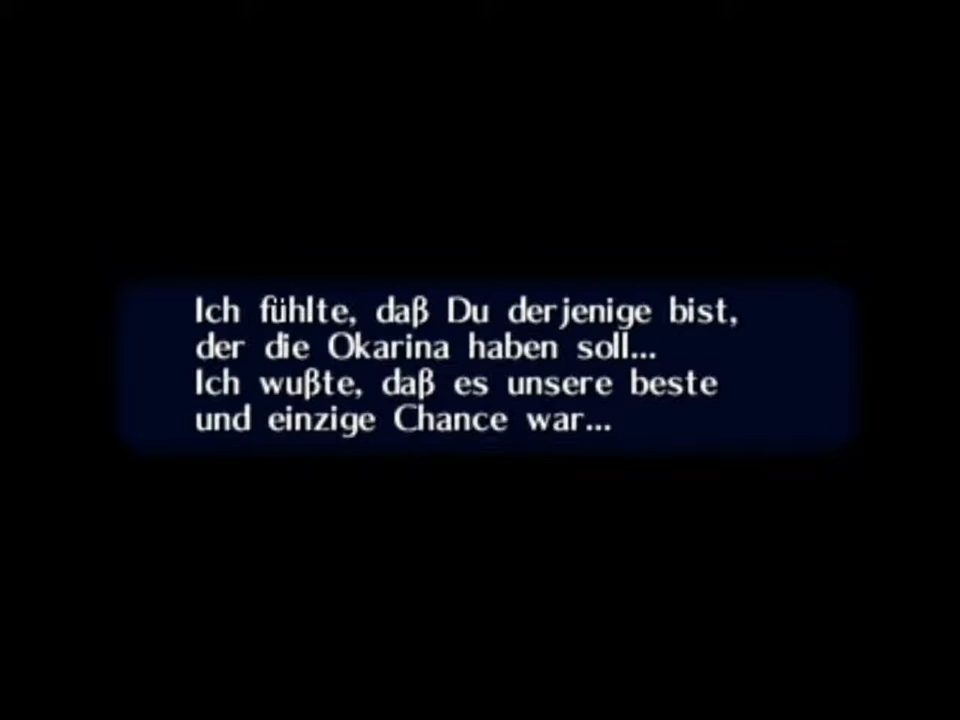 Ich fühlte, daß Du derjenige bist,
der die Okarina haben soll...
Ich wußte, daß es unsere beste
und einzige Chance war...